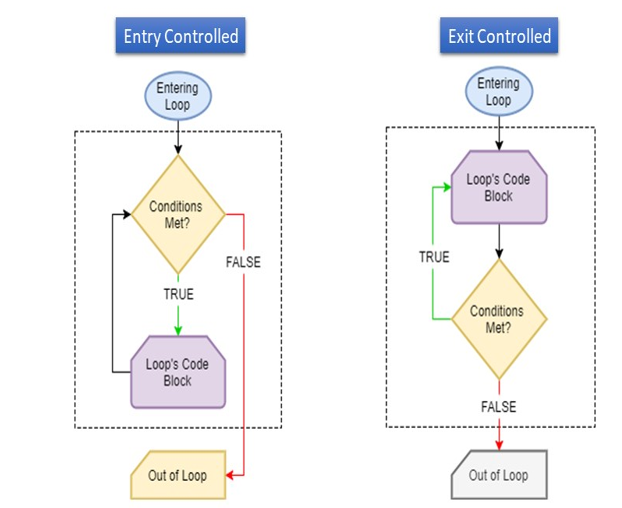 Entry Controlled
Entering
Loop
Conditions
Met?
FALSE
TRUE
Loop's Code
Block
Out of Loop
Exit Controlled
Entering
Loop
Loop's Code
Block
TRUE
Conditions
Met?
FALSE
Out of Loop